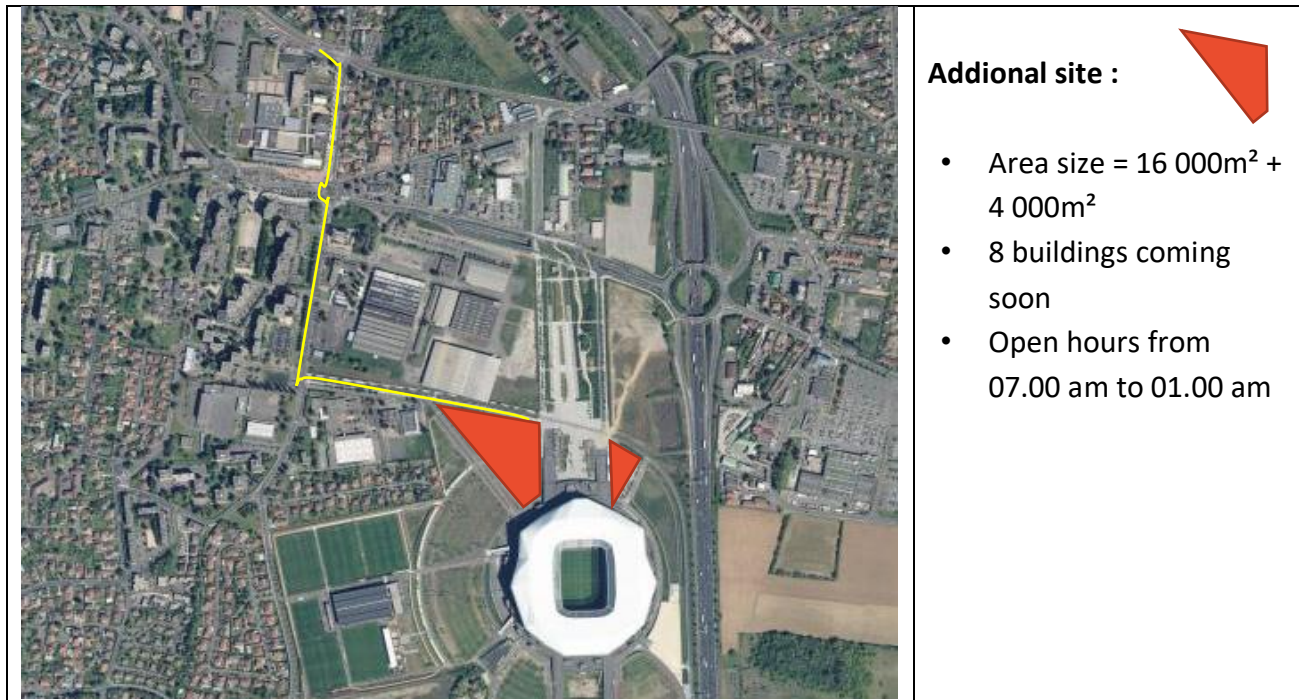 Addional site :
• Area size = 16 000m² +
4 000m²
• 8 buildings coming
soon
• Open hours from
07.00 am to 01.00 am